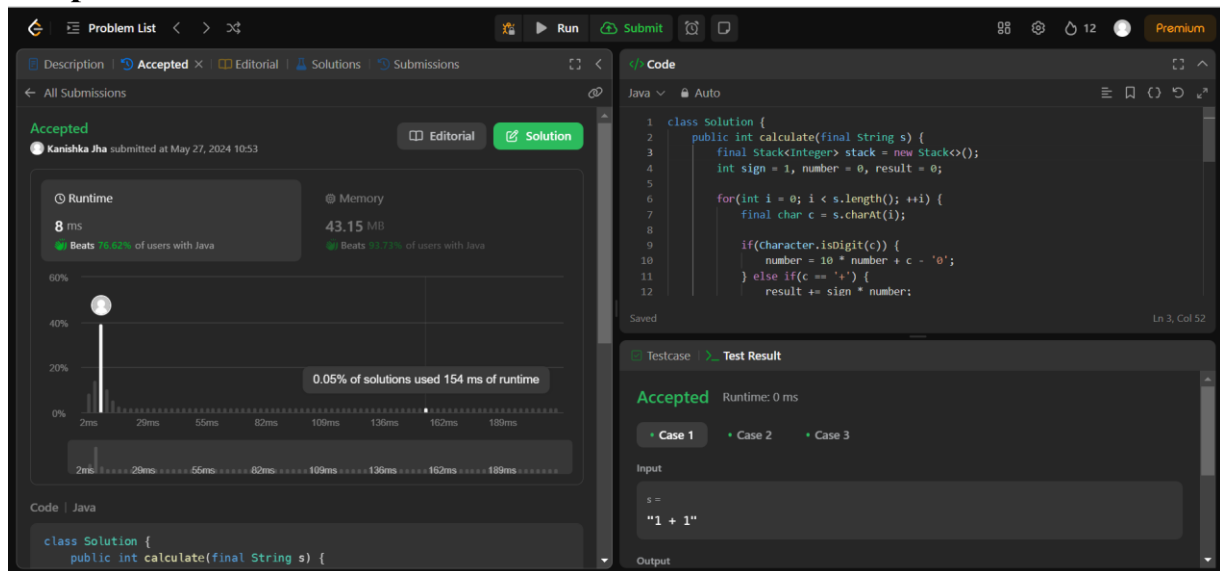 Problem List
Run
Submit
12
Premium
Description
Accepted
Editorial
Solutions
Submissions
All Submissions
Accepted
Kanishka Jha submitted at May 27, 2024 10:53
Editorial
Solution
Runtime
8 ms
Beats 76.62% of users with Java
Memory
43.15 MB
Beats 93.73% of users with Java
60%
40%
20%
0%
0.05% of solutions used 154 ms of runtime
2ms 29ms 55ms 82ms 109ms 136ms 162ms 189ms
2ms 29ms 55ms 82ms 109ms 136ms 162ms 189ms
Code | Java
class Solution {
public int calculate(final String s) {
</> Code
Java
Auto
1 class Solution {
2 public int calculate(final String s) {
3 final Stack<Integer> stack = new Stack<>();
4 int sign = 1, number = 0, result = 0;
5
6 for(int i = 0; i < s.length(); ++i) {
7 final char c = s.charAt(i);
8
9 if(Character.isDigit(c)) {
10 number = 10 * number + c - '0';
11 } else if(c == '+') {
12 result += sign * number;
Saved
Ln 3, Col 52
Testcase
>_ Test Result
Accepted
Runtime: 0 ms
Case 1
Case 2
Case 3
Input
s =
"1 + 1"
Output